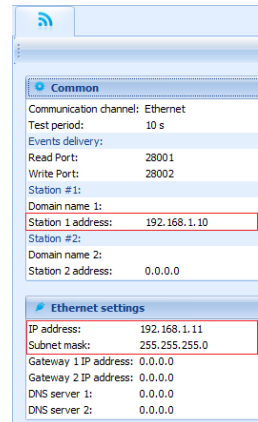 Common
Communication channel: Ethernet
Test period: 10 s
Events delivery:
Read Port: 28001
Write Port: 28002
Station #1:
Domain name 1:
Station 1 address: 192.168.1.10
Station #2:
Domain name 2:
Station 2 address: 0.0.0.0
Ethernet settings
IP address: 192.168.1.11
Subnet mask: 255.255.255.0
Gateway 1 IP address: 0.0.0.0
Gateway 2 IP address: 0.0.0.0
DNS server 1: 0.0.0.0
DNS server 2: 0.0.0.0